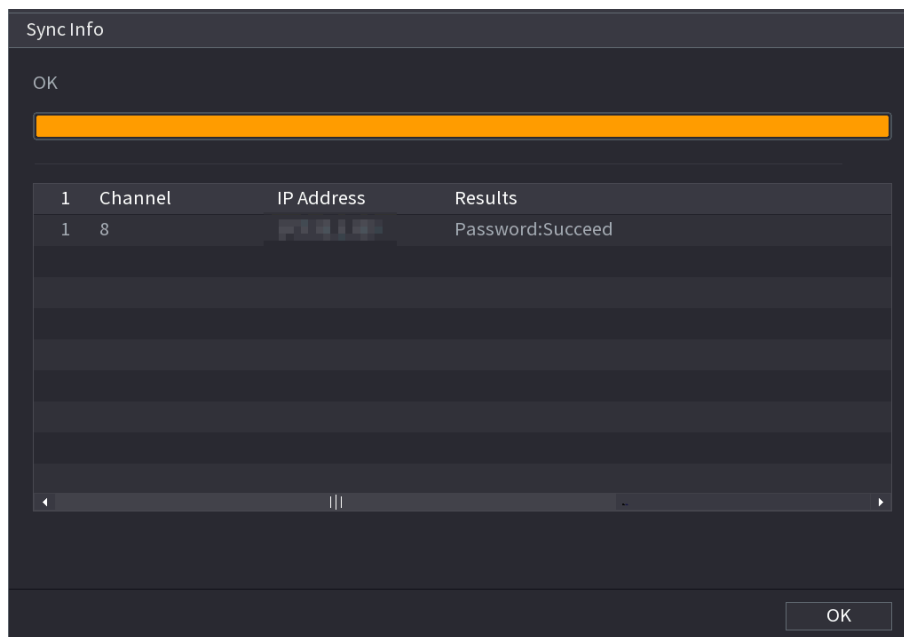 Sync Info
OK
1 Channel IP Address Results
1 8 Password:Succeed
OK